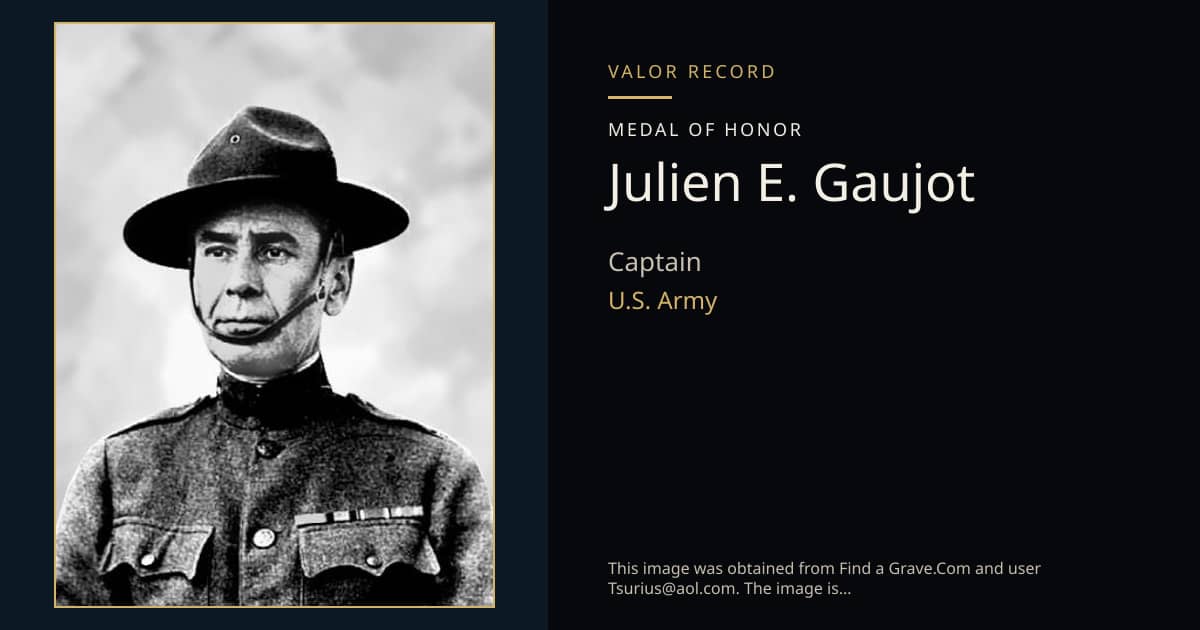 VALOR RECORD
MEDAL OF HONOR
Julien E. Gaujot
Captain
U.S. Army
This image was obtained from Find a Grave.Com and user
Tsurius@aol.com. The image is...